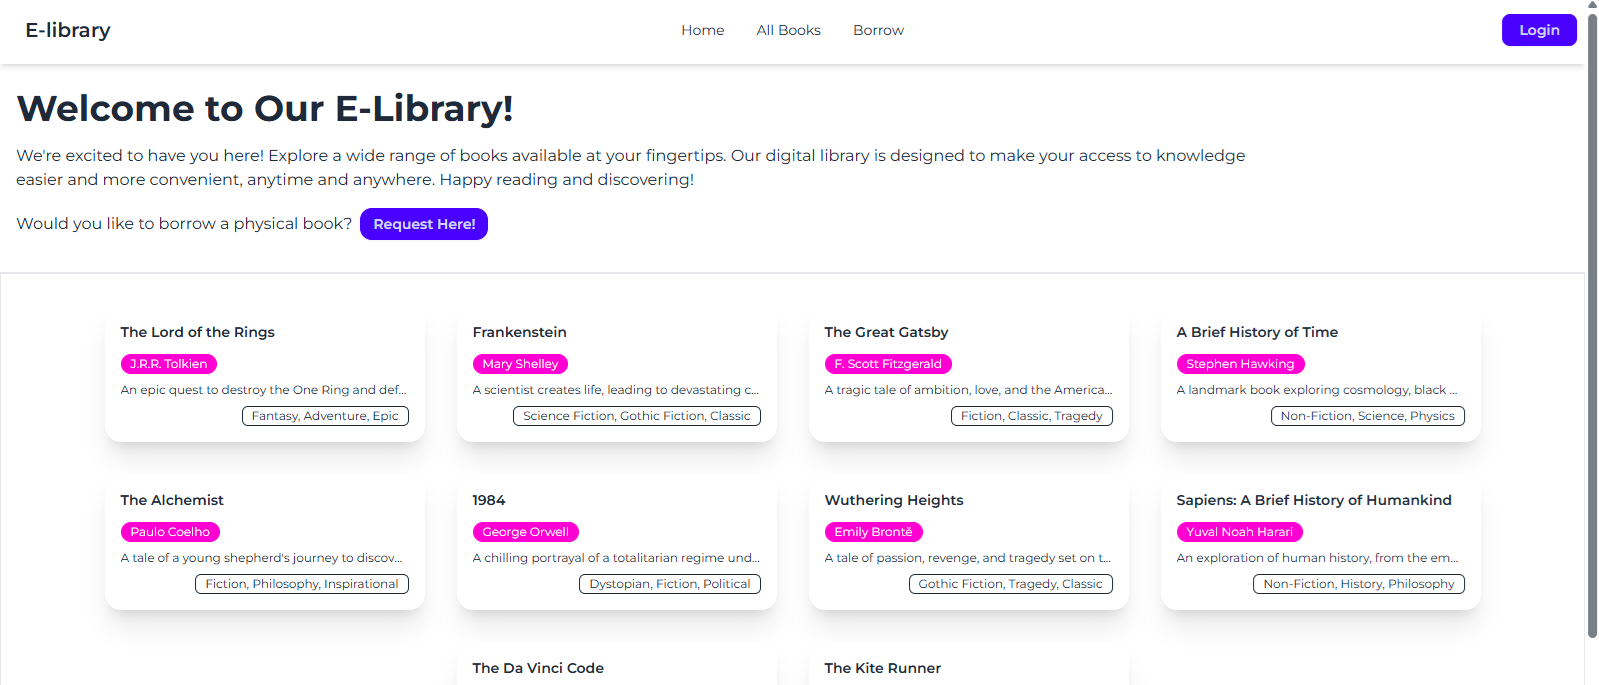 E-library
Home
All Books
Borrow
Login
Welcome to Our E-Library!
We're excited to have you here! Explore a wide range of books available at your fingertips. Our digital library is designed to make your access to knowledge
easier and more convenient, anytime and anywhere. Happy reading and discovering!
Would you like to borrow a physical book? Request Here!
The Lord of the Rings
J.R.R. Tolkien
An epic quest to destroy the One Ring and def...
Fantasy, Adventure, Epic
Frankenstein
Mary Shelley
A scientist creates life, leading to devastating c...
Science Fiction, Gothic Fiction, Classic
The Great Gatsby
F. Scott Fitzgerald
A tragic tale of ambition, love, and the America...
Fiction, Classic, Tragedy
A Brief History of Time
Stephen Hawking
A landmark book exploring cosmology, black ...
Non-Fiction, Science, Physics
The Alchemist
Paulo Coelho
A tale of a young shepherd's journey to discov...
Fiction, Philosophy, Inspirational
1984
George Orwell
A chilling portrayal of a totalitarian regime und...
Dystopian, Fiction, Political
Wuthering Heights
Emily Brontë
A tale of passion, revenge, and tragedy set on t...
Gothic Fiction, Tragedy, Classic
Sapiens: A Brief History of Humankind
Yuval Noah Harari
An exploration of human history, from the em...
Non-Fiction, History, Philosophy
The Da Vinci Code
The Kite Runner